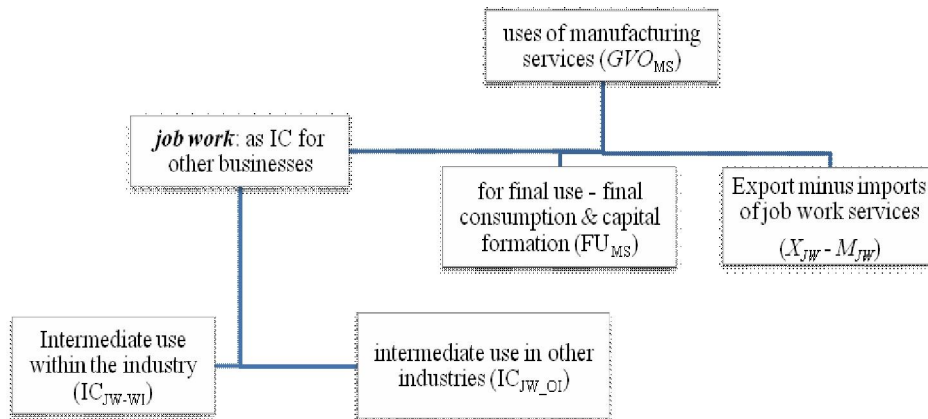 uses of manufacturing
services (GVO_MS)
job work: as IC for
other businesses
for final use - final
consumption & capital
formation (FU_MS)
Export minus imports
of job work services
(X_JW - M_JW)
Intermediate use
within the industry
(IC_JW-WI)
intermediate use in other
industries (IC_JW_OI)